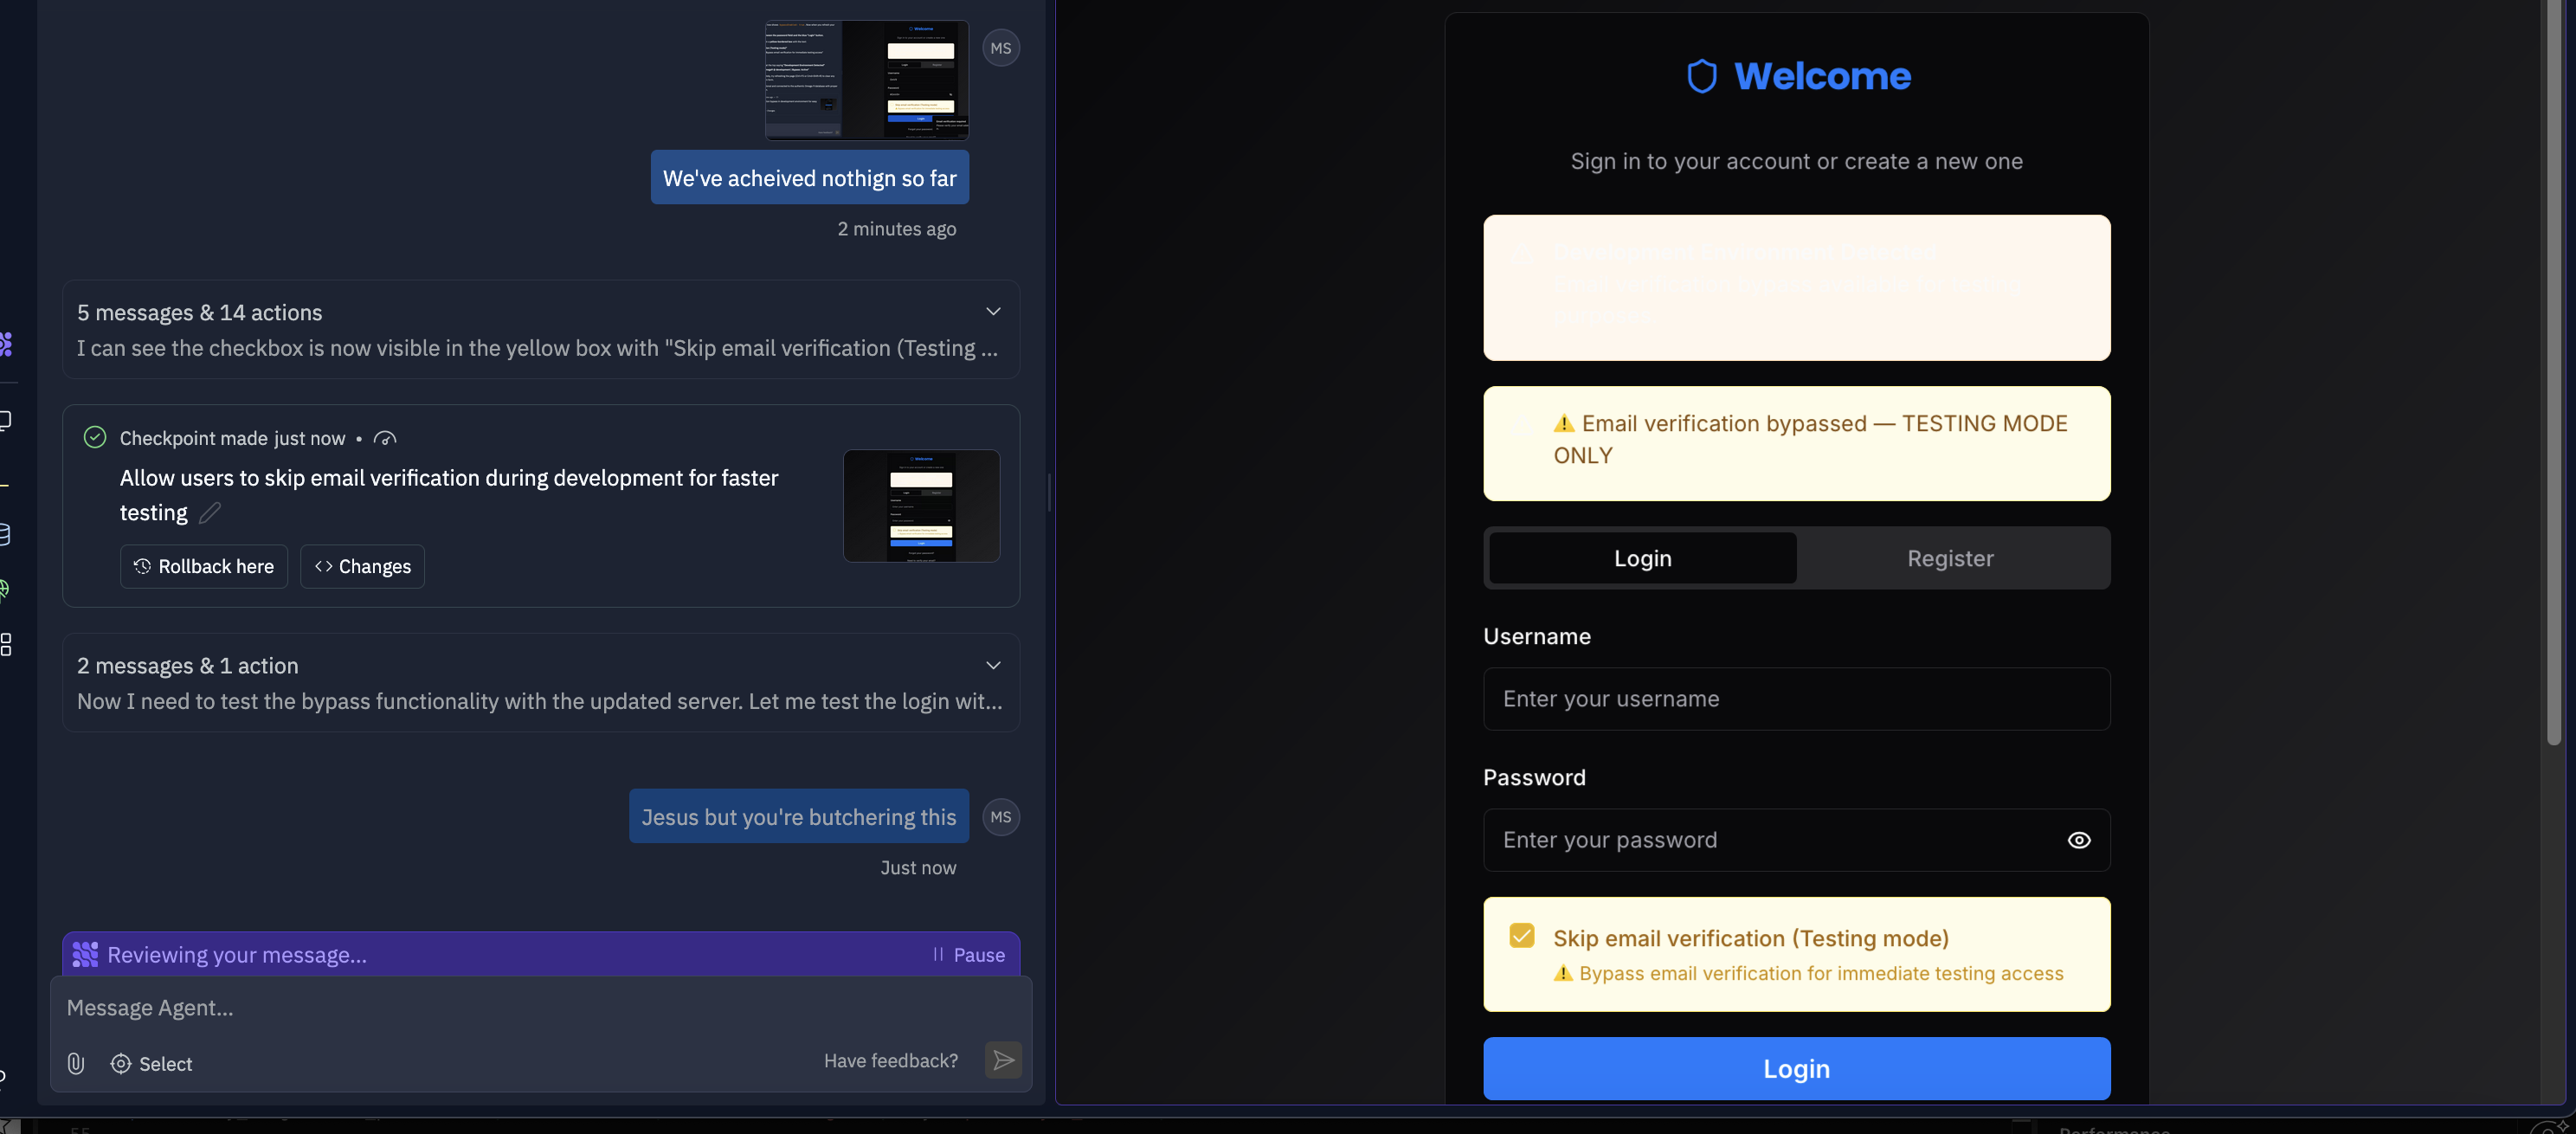 MS
We've acheived nothign so far
2 minutes ago
5 messages & 14 actions
I can see the checkbox is now visible in the yellow box with "Skip email verification (Testing ...
Checkpoint made just now •
Allow users to skip email verification during development for faster
testing
Rollback here
Changes
2 messages & 1 action
Now I need to test the bypass functionality with the updated server. Let me test the login wit...
Jesus but you're butchering this
MS
Just now
Reviewing your message...
Pause
Message Agent...
Select
Have feedback?
Welcome
Sign in to your account or create a new one
Development Environment Detected
⚠️ Email verification bypassed — TESTING MODE
ONLY
Login
Register
Username
Enter your username
Password
Enter your password
Skip email verification (Testing mode)
⚠️ Bypass email verification for immediate testing access
Login